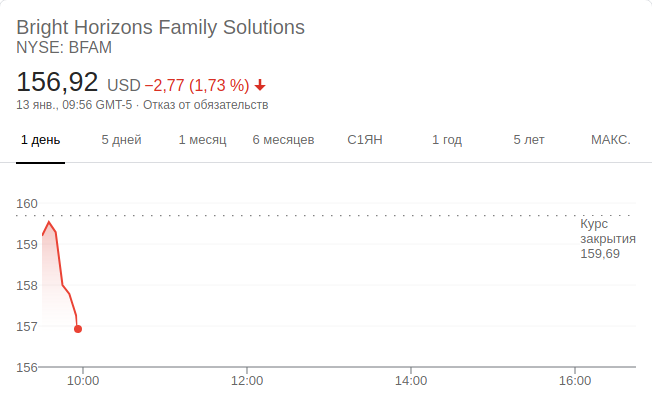 Bright Horizons Family Solutions
NYSE: BFAM
156,92 USD −2,77 (1,73 %)
13 янв., 09:56 GMT-5 · Отказ от обязательств
1 день 5 дней 1 месяц 6 месяцев С1ЯН 1 год 5 лет МАКС.
160
159
158
157
156
Курс
закрытия
159,69
10:00 12:00 14:00 16:00